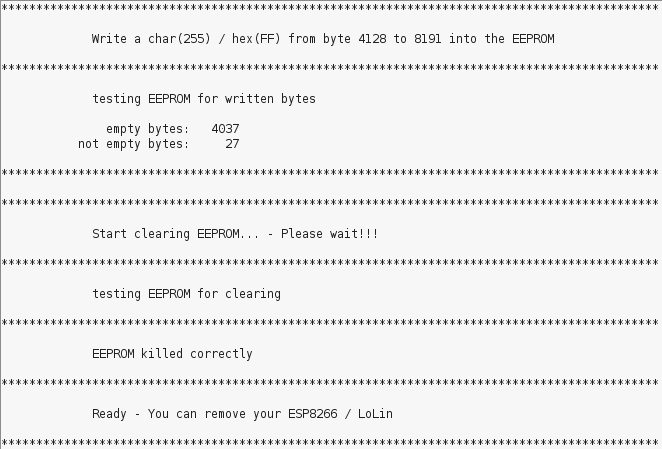 ***********************************************************************************************
Write a char(255) / hex(FF) from byte 4128 to 8191 into the EEPROM
***********************************************************************************************
testing EEPROM for written bytes
empty bytes: 4037
not empty bytes: 27
***********************************************************************************************
***********************************************************************************************
Start clearing EEPROM... - Please wait!!!
***********************************************************************************************
testing EEPROM for clearing
***********************************************************************************************
EEPROM killed correctly
***********************************************************************************************
Ready - You can remove your ESP8266 / LoLin
***********************************************************************************************